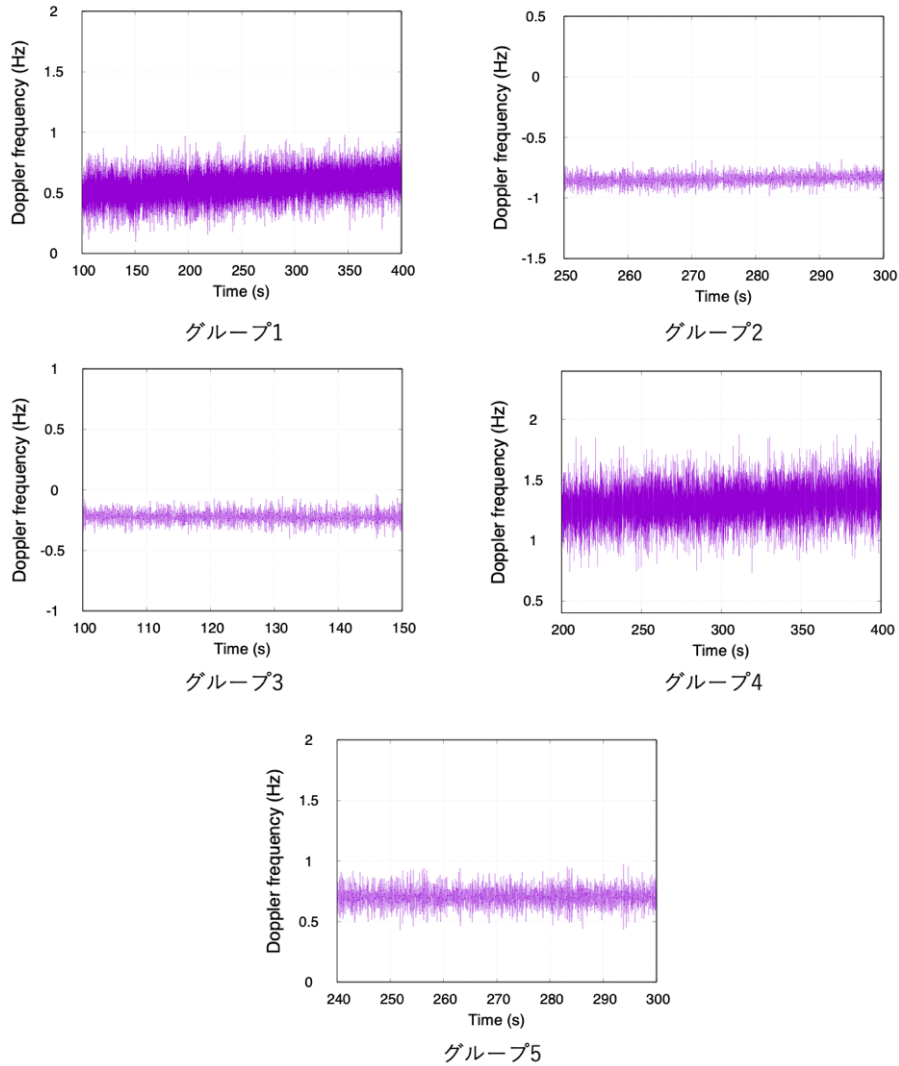 Doppler frequency (Hz)
2
1.5
1
0.5
0
100 150 200 250 300 350 400
Time (s)
グループ1
Doppler frequency (Hz)
0.5
0
-0.5
-1
-1.5
250 260 270 280 290 300
Time (s)
グループ2
Doppler frequency (Hz)
1
0.5
0
-0.5
-1
100 110 120 130 140 150
Time (s)
グループ3
Doppler frequency (Hz)
2
1.5
1
0.5
200 250 300 350 400
Time (s)
グループ4
Doppler frequency (Hz)
2
1.5
1
0.5
0
240 250 260 270 280 290 300
Time (s)
グループ5